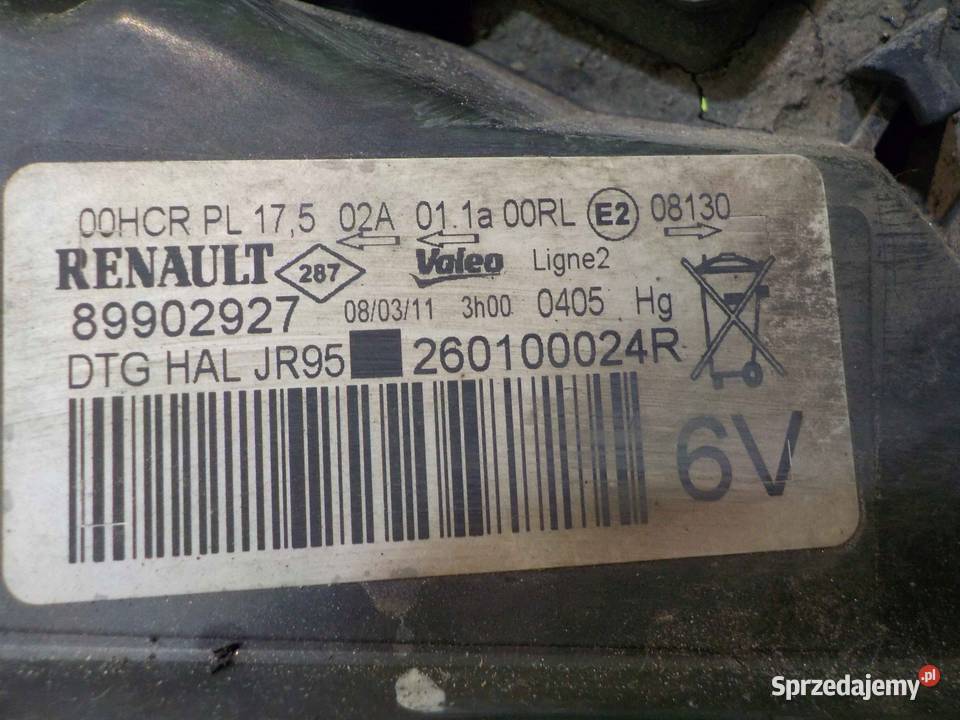 00HCR PL 17,5 02A 01.1a 00RL E2 08130
RENAULT 287 Valeo Ligne2
89902927 08/03/11 3h00 0405 Hg
DTG HAL JR95 260100024R
6V
Sprzedajemy.pl